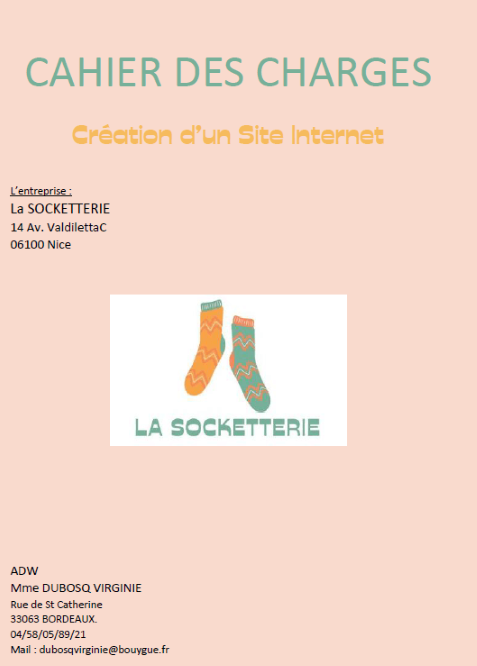 CAHIER DES CHARGES
Création d'un Site Internet
L'entreprise :
La SOCKETTERIE
14 Av. ValdilettaC
06100 Nice
LA SOCKETTERIE
ADW
Mme DUBOSQ VIRGINIE
Rue de St Catherine
33063 BORDEAUX.
04/58/05/89/21
Mail : dubosqvirginie@bouygue.fr